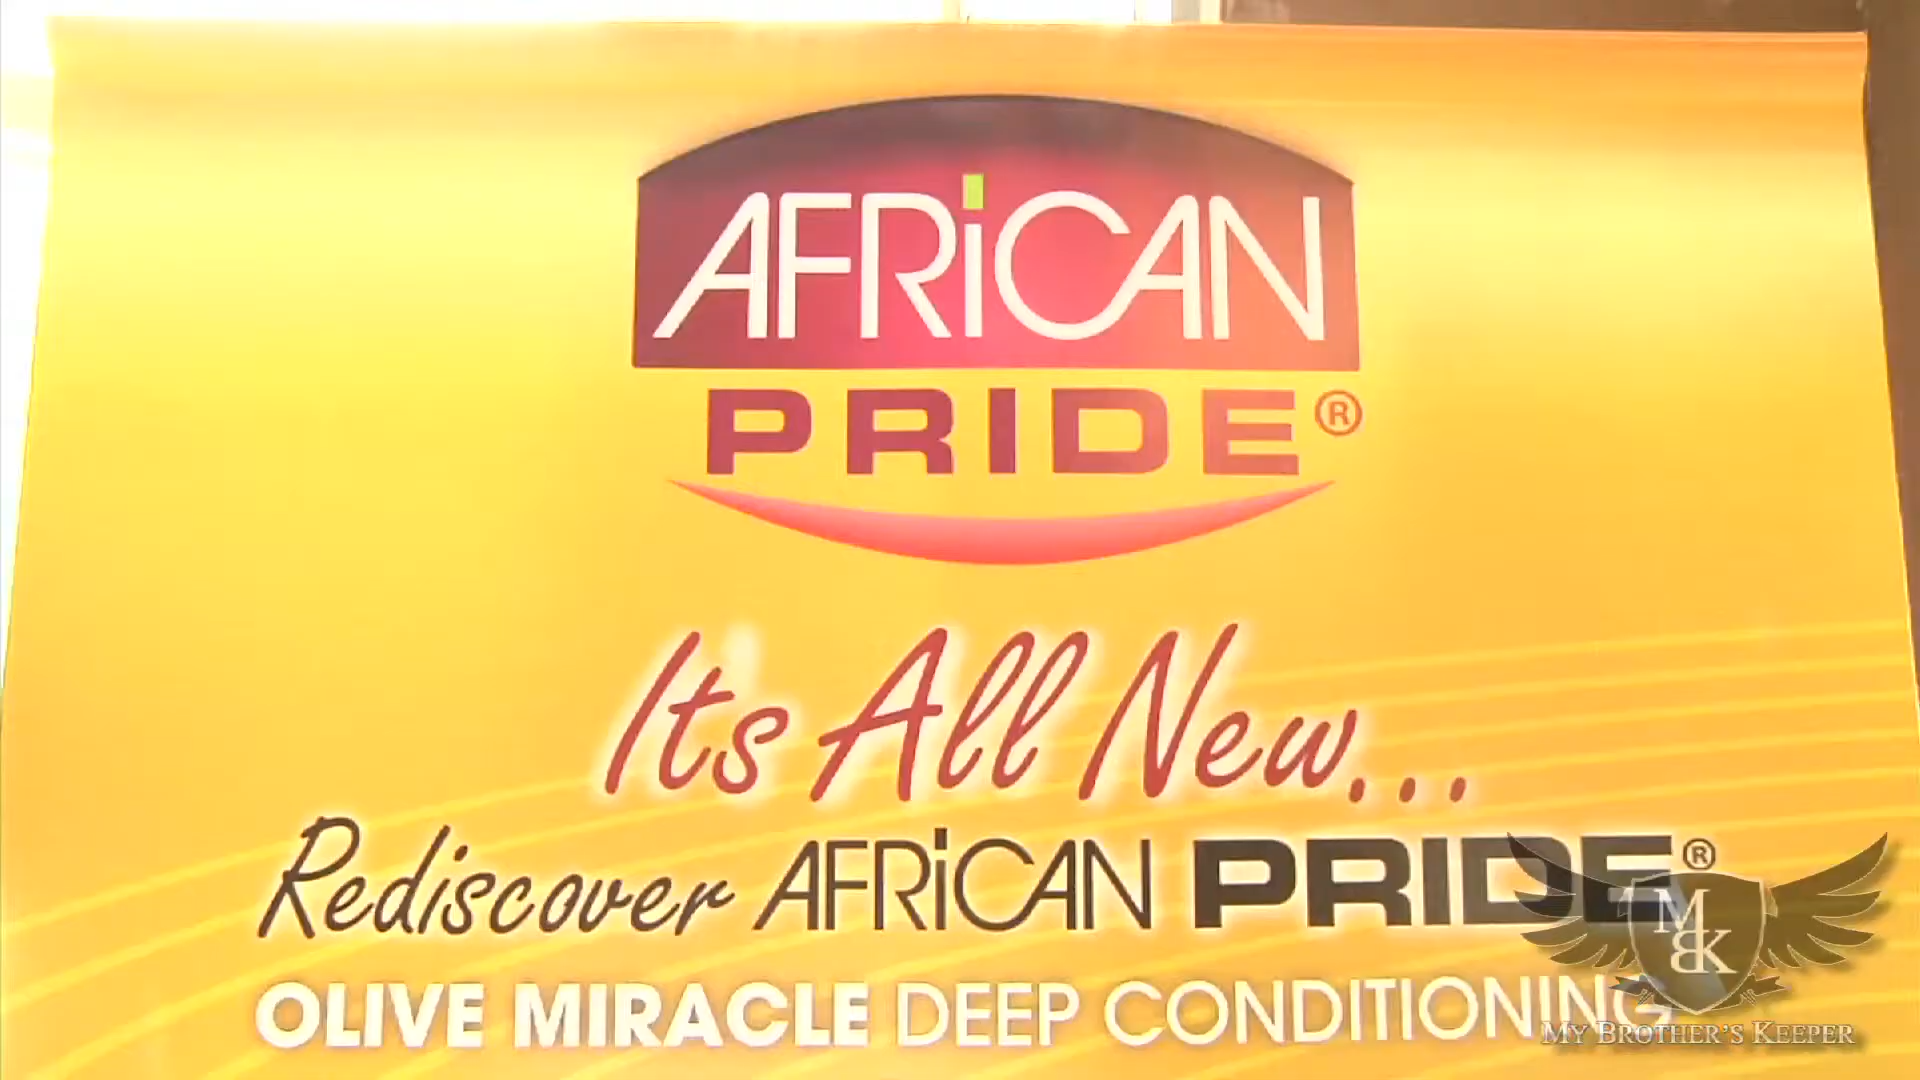 AFRiCAN
PRIDE®
Its All New...
Rediscover AFRiCAN PRIDE®
OLIVE MIRACLE DEEP CONDITIONING
MBK
MY BROTHER'S KEEPER